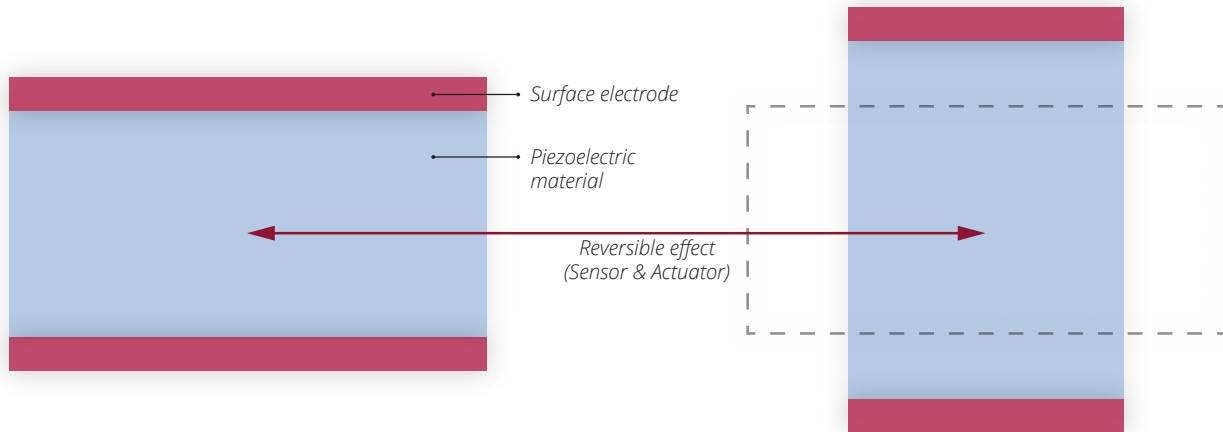 Surface electrode
Piezoelectric
material
Reversible effect
(Sensor & Actuator)